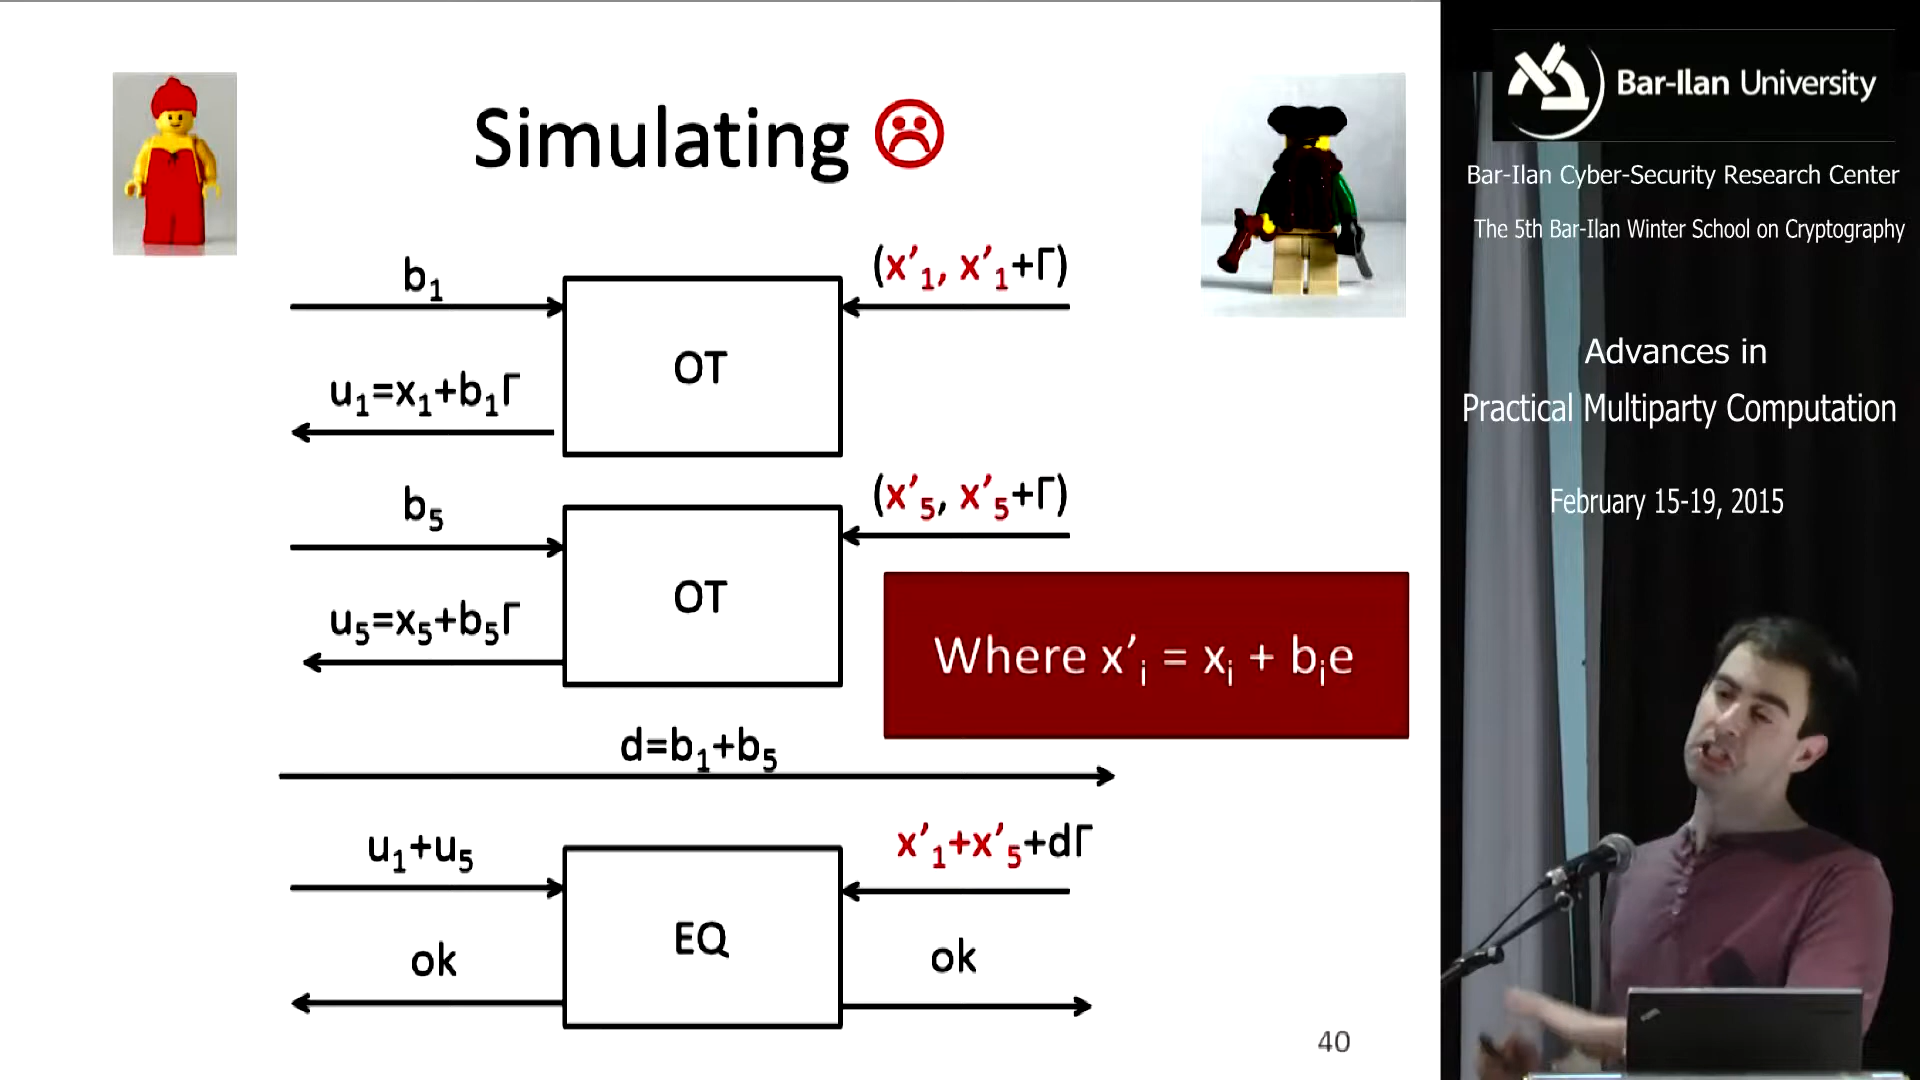 Simulating ☹
b₁
(x’₁, x’₁+Γ)
OT
u₁=x₁+b₁Γ
b₅
(x’₅, x’₅+Γ)
OT
u₅=x₅+b₅Γ
Where x’ᵢ = xᵢ + bᵢe
d=b₁+b₅
u₁+u₅
x’₁+x’₅+dΓ
EQ
ok
ok
40
Bar-Ilan University
Bar-Ilan Cyber-Security Research Center
The 5th Bar-Ilan Winter School on Cryptography
Advances in
Practical Multiparty Computation
February 15-19, 2015